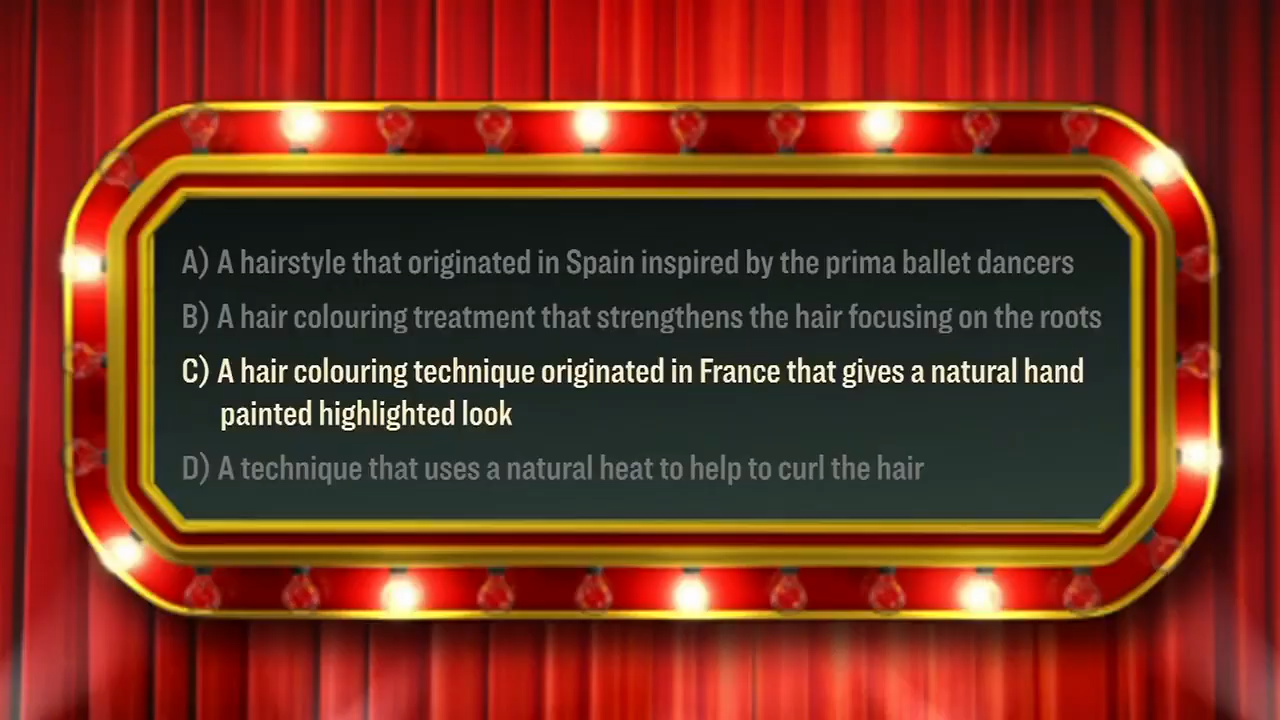 A) A hairstyle that originated in Spain inspired by the prima ballet dancers
B) A hair colouring treatment that strengthens the hair focusing on the roots
C) A hair colouring technique originated in France that gives a natural hand
painted highlighted look
D) A technique that uses a natural heat to help to curl the hair